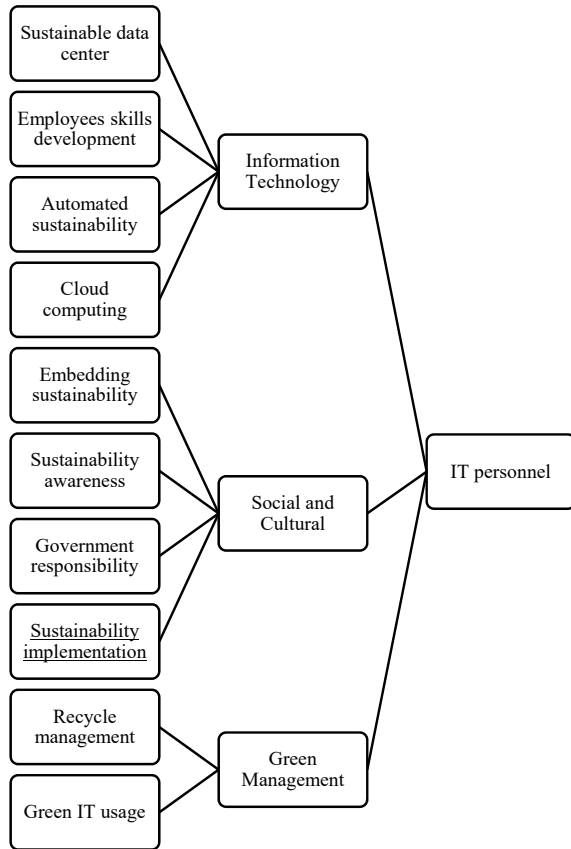 Sustainable data
center
Employees skills
development
Automated
sustainability
Cloud
computing
Embedding
sustainability
Sustainability
awareness
Government
responsibility
Sustainability
implementation
Recycle
management
Green IT usage
Information
Technology
Social and
Cultural
Green
Management
IT personnel